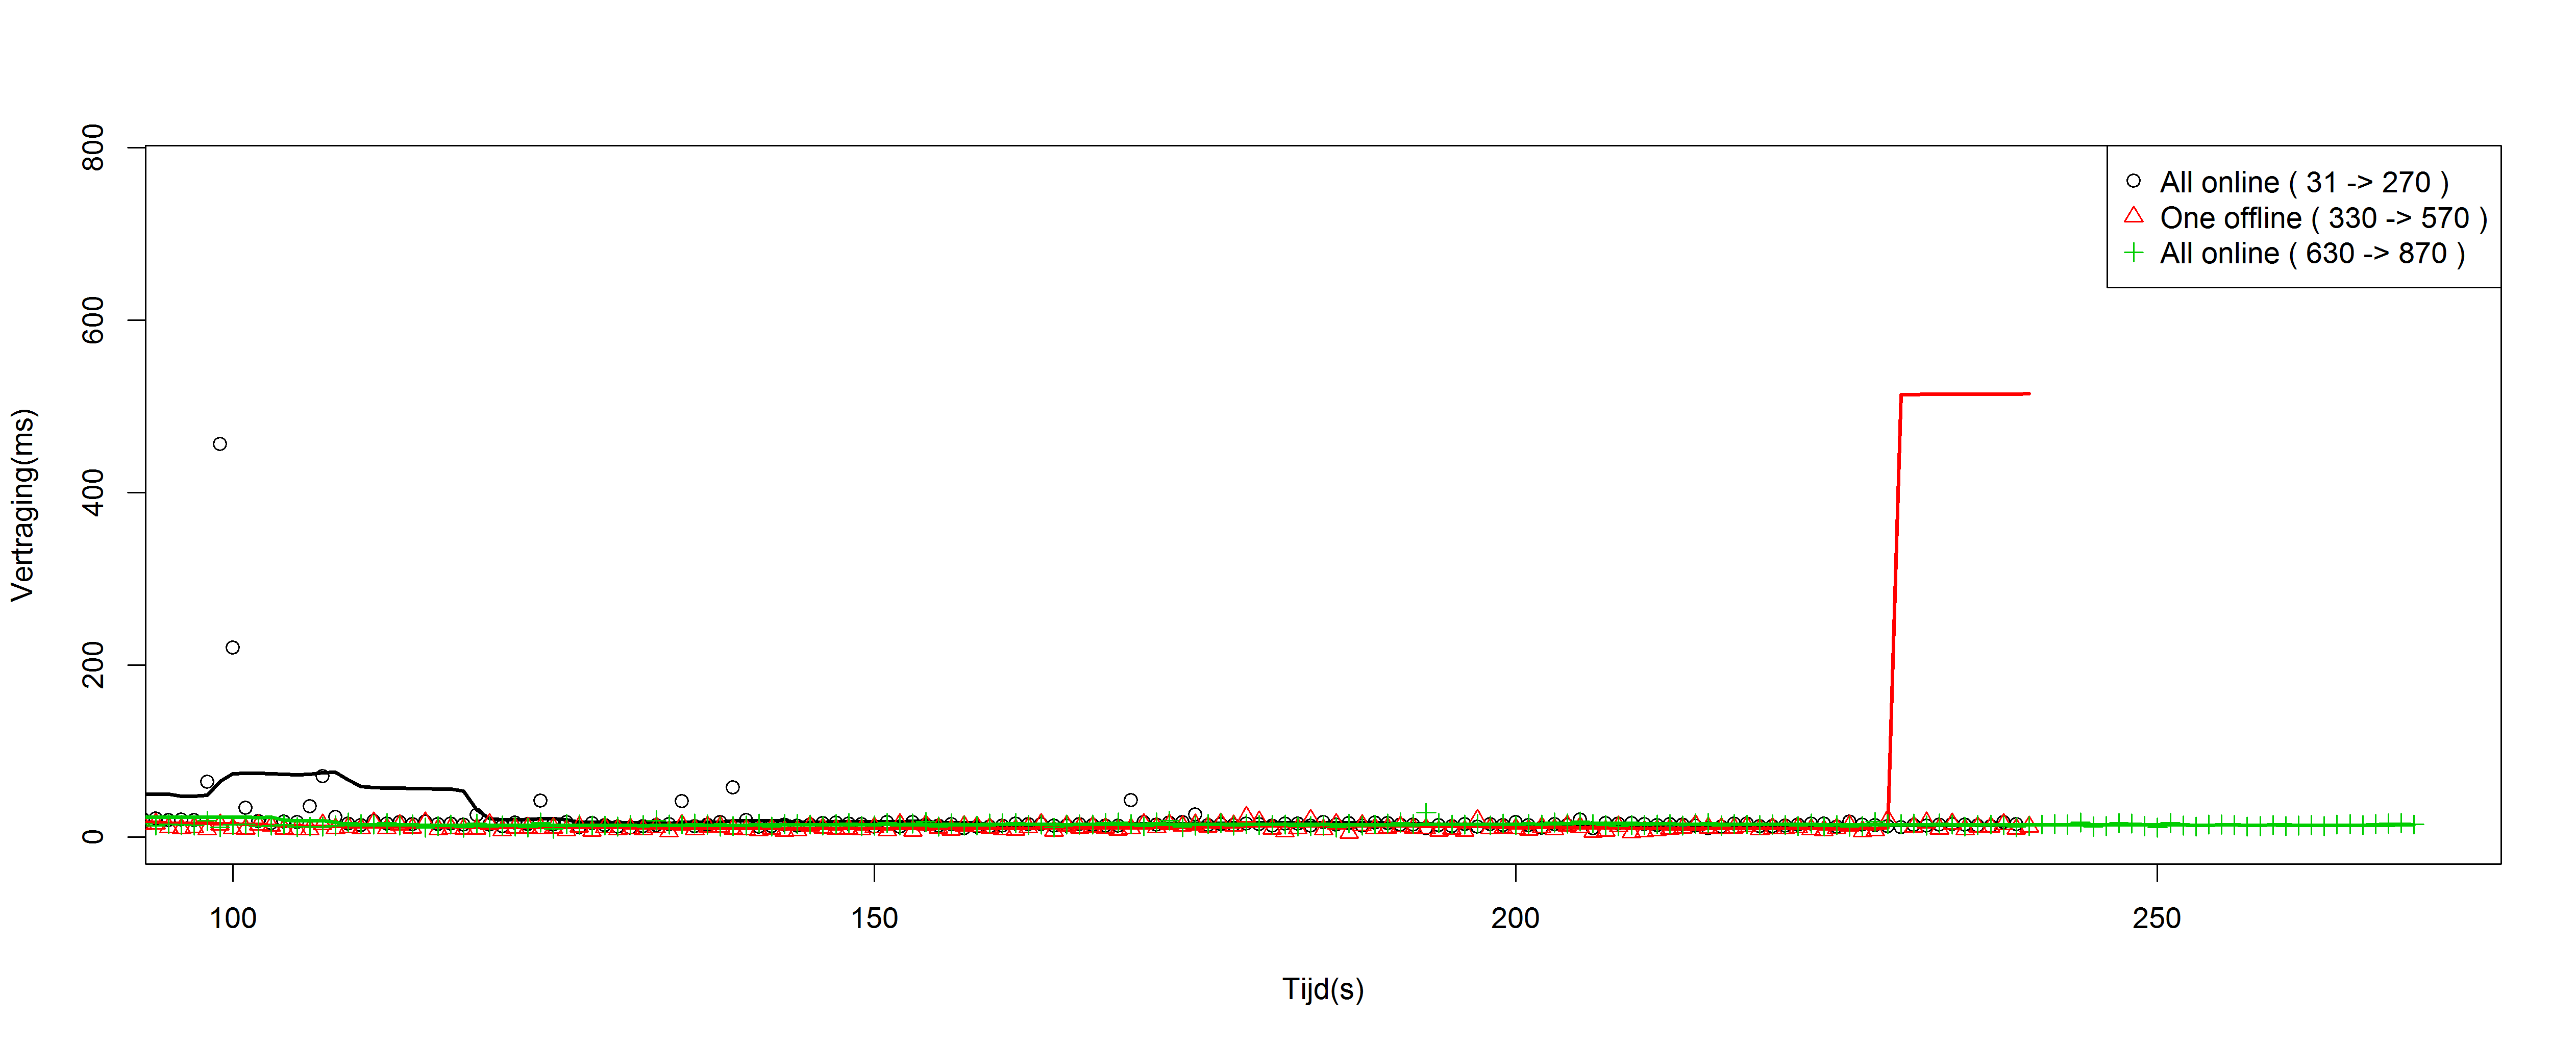 All online ( 31 -> 270 )
One offline ( 330 -> 570 )
All online ( 630 -> 870 )
Vertraging(ms)
800
600
400
200
0
100
150
200
250
Tijd(s)